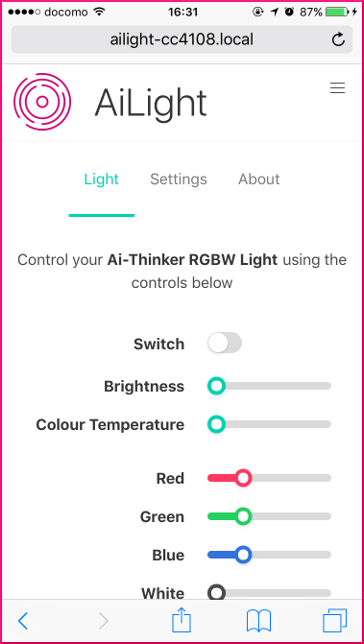 docomo 16:31 87%
ailight-cc4108.local
AiLight
Light Settings About
Control your Ai-Thinker RGBW Light using the
controls below
Switch
Brightness
Colour Temperature
Red
Green
Blue
White